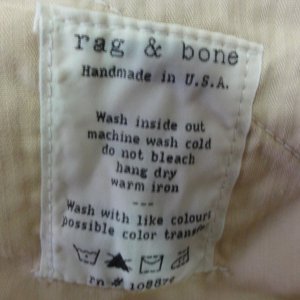 rag & bone
Handmade in U.S.A.
Wash inside out
machine wash cold
do not bleach
hang dry
warm iron
---
Wash with like colours
possible color transfer
rn #